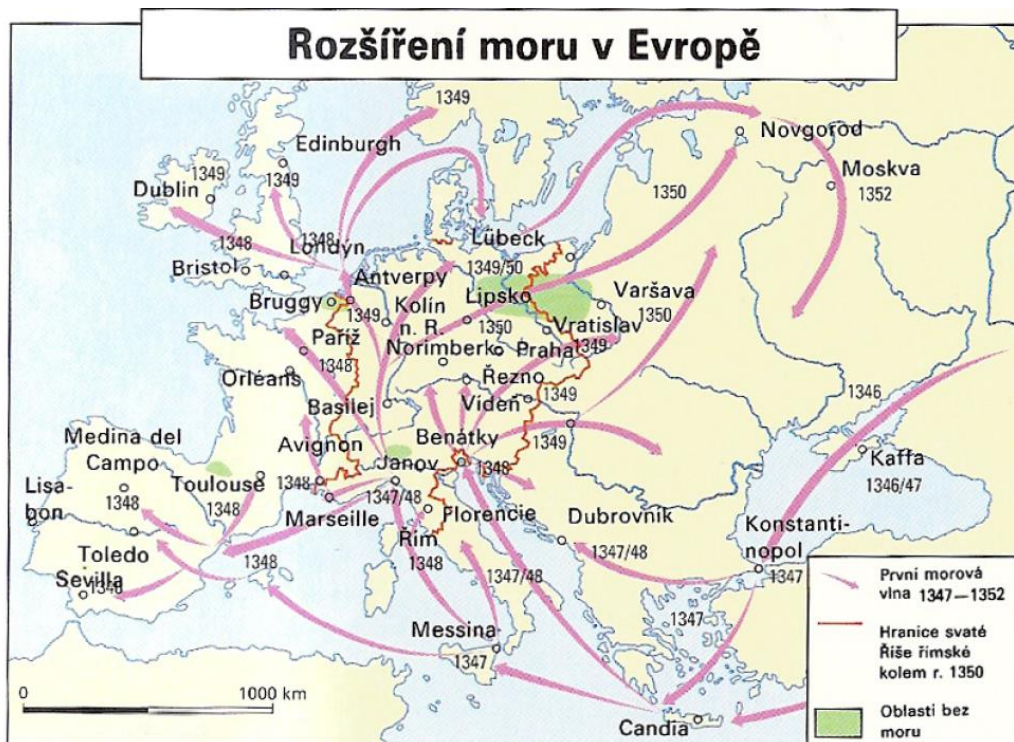 Rozšíření moru v Evropě
1349
Edinburgh
Novgorod
1349
1349
Dublin
1350
Moskva
1352
1348
1348
Londýn
Lübeck
Bristol
1349/50
Antverpy
Bruggy
Kolín
n. R.
Lipsko
Varšava
1349
1350
1350
Paříž
Vratislav
1348
Norimberk
Praha
1349
Orléans
Řezno
Basilej
Vídeň
1349
1346
Medina del
Campo
Avignon
Benátky
1349
Janov
1348
Kaffa
1346/47
Lisa-
bon
Toulouse
1348
1347/48
1348
1348
Marseille
Florencie
Dubrovník
Konstanti-
nopol
Toledo
Řím
1347/48
1348
1348
1347
Sevilla
1348
1347/48
1347
Messina
1347
Candia
0
1000 km
První morová
vlna 1347—1352
Hranice svaté
Říše římské
kolem r. 1350
Oblasti bez
moru